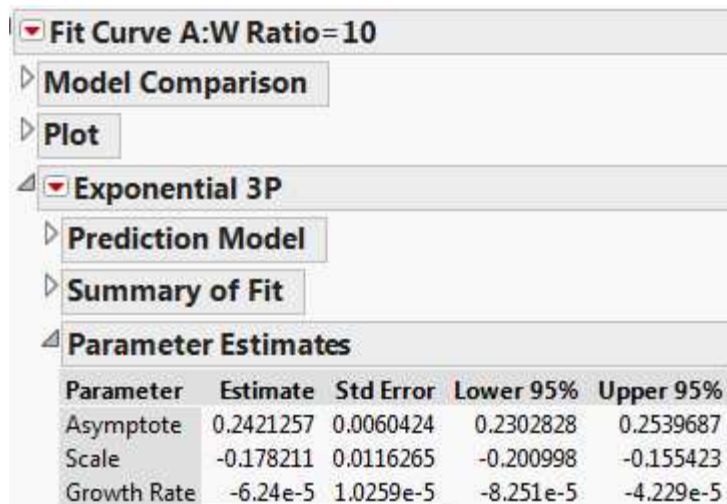 Fit Curve A:W Ratio=10
Model Comparison
Plot
Exponential 3P
Prediction Model
Summary of Fit
Parameter Estimates
Parameter Estimate Std Error Lower 95% Upper 95%
Asymptote 0.2421257 0.0060424 0.2302828 0.2539687
Scale -0.178211 0.0116265 -0.200998 -0.155423
Growth Rate -6.24e-5 1.0259e-5 -8.251e-5 -4.229e-5